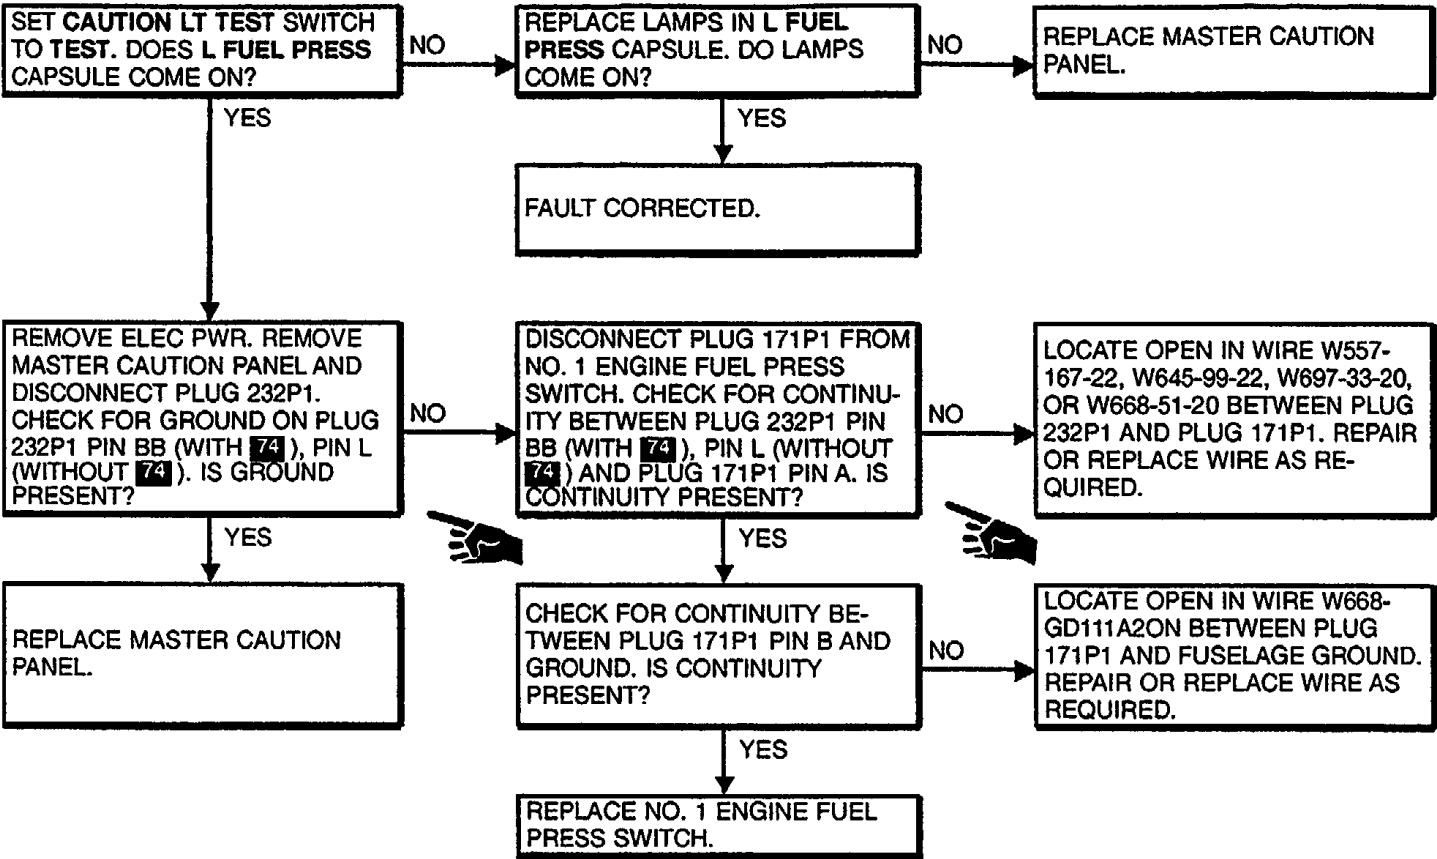 SET CAUTION LT TEST SWITCH
TO TEST. DOES L FUEL PRESS
CAPSULE COME ON?
NO
REPLACE LAMPS IN L FUEL
PRESS CAPSULE. DO LAMPS
COME ON?
NO
REPLACE MASTER CAUTION
PANEL.
YES
YES
FAULT CORRECTED.
REMOVE ELEC PWR. REMOVE
MASTER CAUTION PANEL AND
DISCONNECT PLUG 232P1.
CHECK FOR GROUND ON PLUG
232P1 PIN BB (WITH 74 ), PIN L
(WITHOUT 74 ). IS GROUND
PRESENT?
NO
DISCONNECT PLUG 171P1 FROM
NO. 1 ENGINE FUEL PRESS
SWITCH. CHECK FOR CONTINU-
ITY BETWEEN PLUG 232P1 PIN
BB (WITH 74 ), PIN L (WITHOUT
74 ) AND PLUG 171P1 PIN A. IS
CONTINUITY PRESENT?
NO
LOCATE OPEN IN WIRE W557-
167-22, W645-99-22, W697-33-20,
OR W668-51-20 BETWEEN PLUG
232P1 AND PLUG 171P1. REPAIR
OR REPLACE WIRE AS RE-
QUIRED.
YES
YES
REPLACE MASTER CAUTION
PANEL.
CHECK FOR CONTINUITY BE-
TWEEN PLUG 171P1 PIN B AND
GROUND. IS CONTINUITY
PRESENT?
NO
LOCATE OPEN IN WIRE W668-
GD111A2ON BETWEEN PLUG
171P1 AND FUSELAGE GROUND.
REPAIR OR REPLACE WIRE AS
REQUIRED.
YES
REPLACE NO. 1 ENGINE FUEL
PRESS SWITCH.